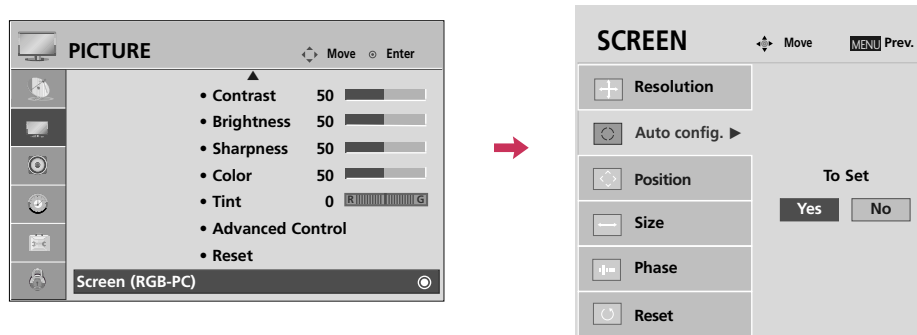 PICTURE
Move
Enter
• Contrast 50
• Brightness 50
• Sharpness 50
• Color 50
• Tint 0 R G
• Advanced Control
• Reset
Screen (RGB-PC)
SCREEN
Move
MENU Prev.
Resolution
Auto config. ►
Position
Size
Phase
Reset
To Set
Yes No